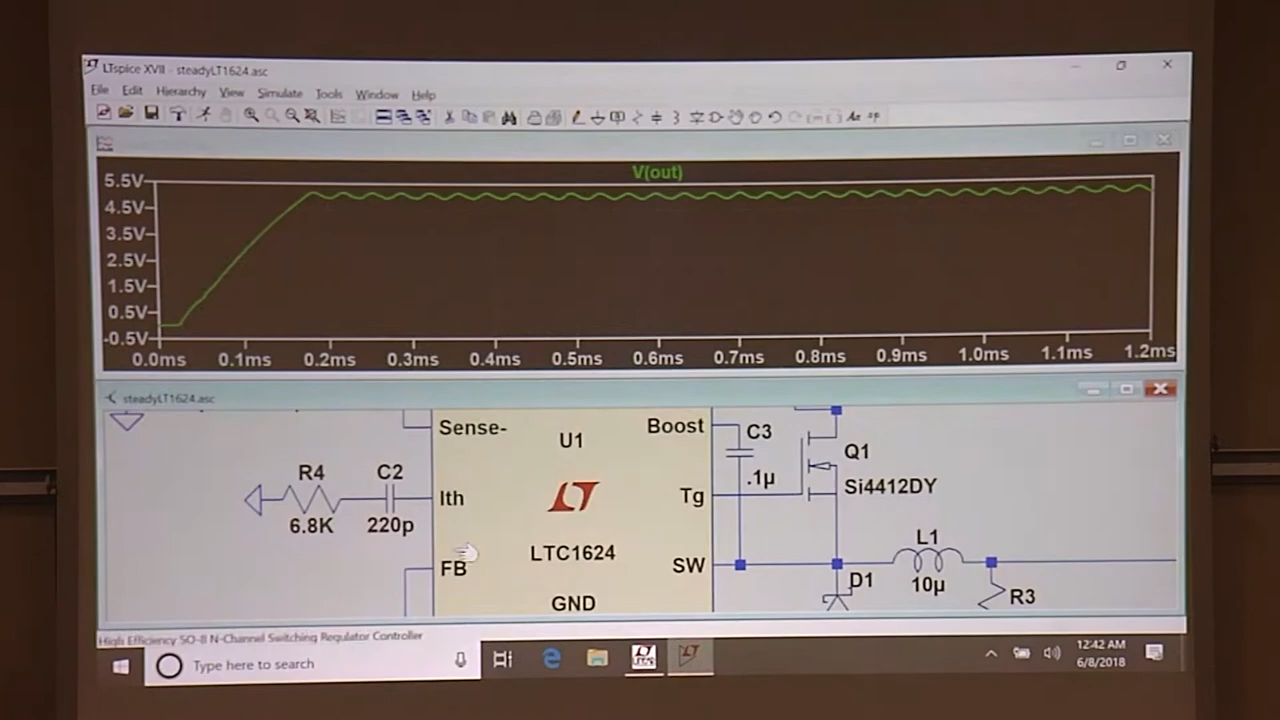 LTspice XVII - steadyLT1624.asc
File Edit Hierarchy View Simulate Tools Window Help
V(out)
5.5V
4.5V
3.5V
2.5V
1.5V
0.5V
-0.5V
0.0ms 0.1ms 0.2ms 0.3ms 0.4ms 0.5ms 0.6ms 0.7ms 0.8ms 0.9ms 1.0ms 1.1ms 1.2ms
steadyLT1624.asc
Sense- U1 Boost C3
Q1
R4 C2 .1µ
Ith Tg Si4412DY
6.8K 220p
L1
LTC1624
FB SW D1 10µ
R3
GND
High Efficiency SO-8 N-Channel Switching Regulator Controller
Type here to search
12:42 AM
6/8/2018